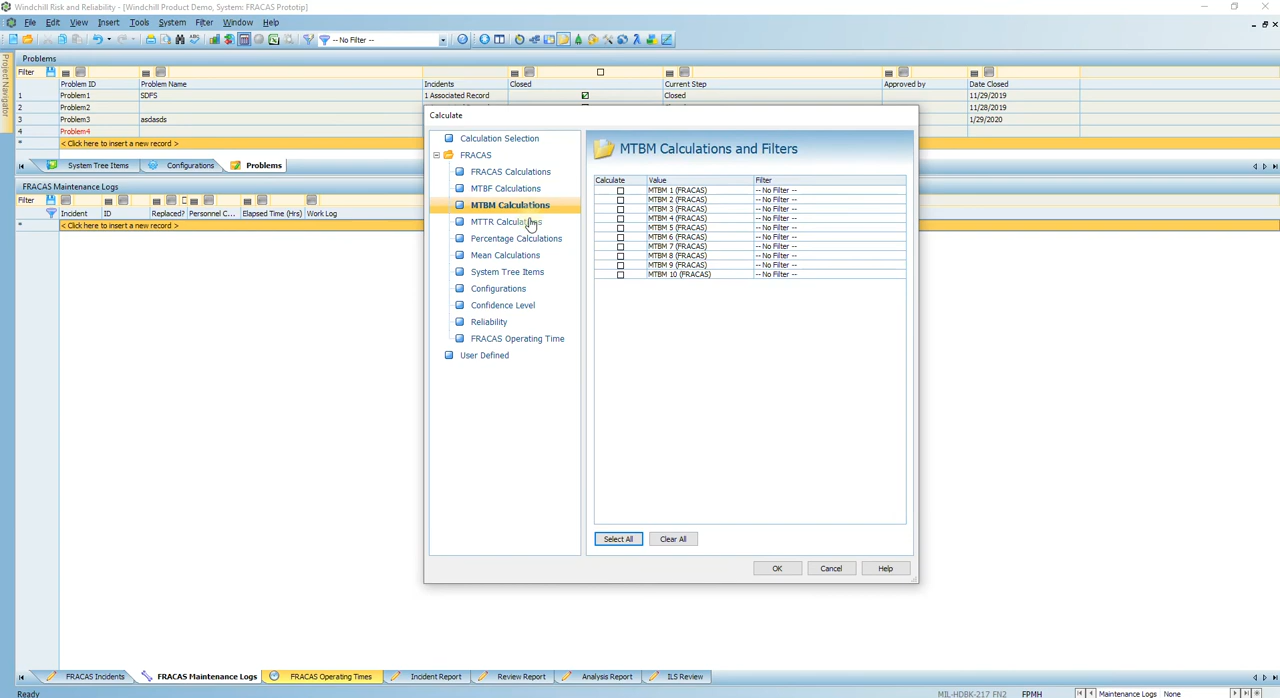 Windchill Risk and Reliability - [Windchill Product Demo, System: FRACAS Prototip]
File Edit View Insert Tools System Filter Window Help
-- No Filter --
Project Navigator
Problems
Filter
Problem ID Problem Name Incidents Closed Current Step Approved by Date Closed
1 Problem1 SDFS 1 Associated Record Closed 11/29/2019
2 Problem2 11/28/2019
3 Problem3 asdasds 1/29/2020
4 Problem4
* < Click here to insert a new record >
System Tree Items Configurations Problems
FRACAS Maintenance Logs
Filter
Incident ID Replaced? Personnel C... Elapsed Time (Hrs) Work Log
* < Click here to insert a new record >
Calculate
Calculation Selection
FRACAS
FRACAS Calculations
MTBF Calculations
MTBM Calculations
MTTR Calculations
Percentage Calculations
Mean Calculations
System Tree Items
Configurations
Confidence Level
Reliability
FRACAS Operating Time
User Defined
MTBM Calculations and Filters
Calculate Value Filter
MTBM 1 (FRACAS) -- No Filter --
MTBM 2 (FRACAS) -- No Filter --
MTBM 3 (FRACAS) -- No Filter --
MTBM 4 (FRACAS) -- No Filter --
MTBM 5 (FRACAS) -- No Filter --
MTBM 6 (FRACAS) -- No Filter --
MTBM 7 (FRACAS) -- No Filter --
MTBM 8 (FRACAS) -- No Filter --
MTBM 9 (FRACAS) -- No Filter --
MTBM 10 (FRACAS) -- No Filter --
Select All Clear All
OK Cancel Help
FRACAS Incidents FRACAS Maintenance Logs FRACAS Operating Times Incident Report Review Report Analysis Report ILS Review
Ready MIL-HDBK-217 FN2 FPMH Maintenance Logs None